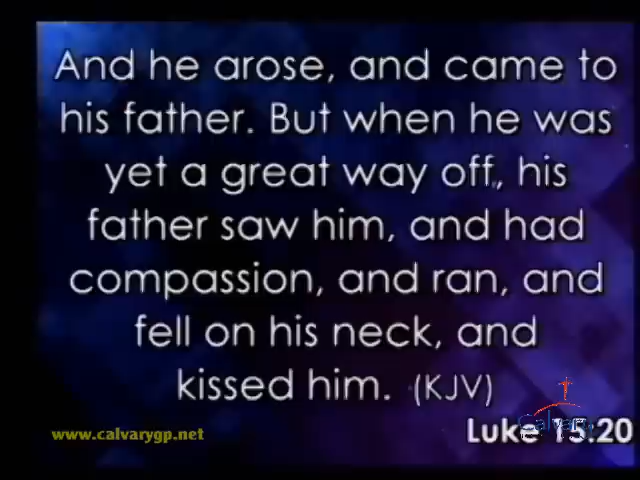 And he arose, and came to
his father. But when he was
yet a great way off, his
father saw him, and had
compassion, and ran, and
fell on his neck, and
kissed him. (KJV)
www.calvarygp.net
Luke 15:20
Calvary